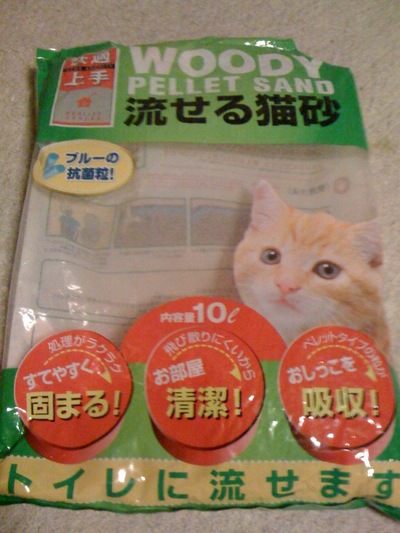 快適
上手
WOODY
PELLET SAND
流せる猫砂
ブルーの
抗菌粒!
内容量10ℓ
処理がラクラク
すてやすく、
固まる!
飛び散りにくいから
お部屋
清潔!
ペレットタイプの
おしっこを
吸収!
トイレに流せます